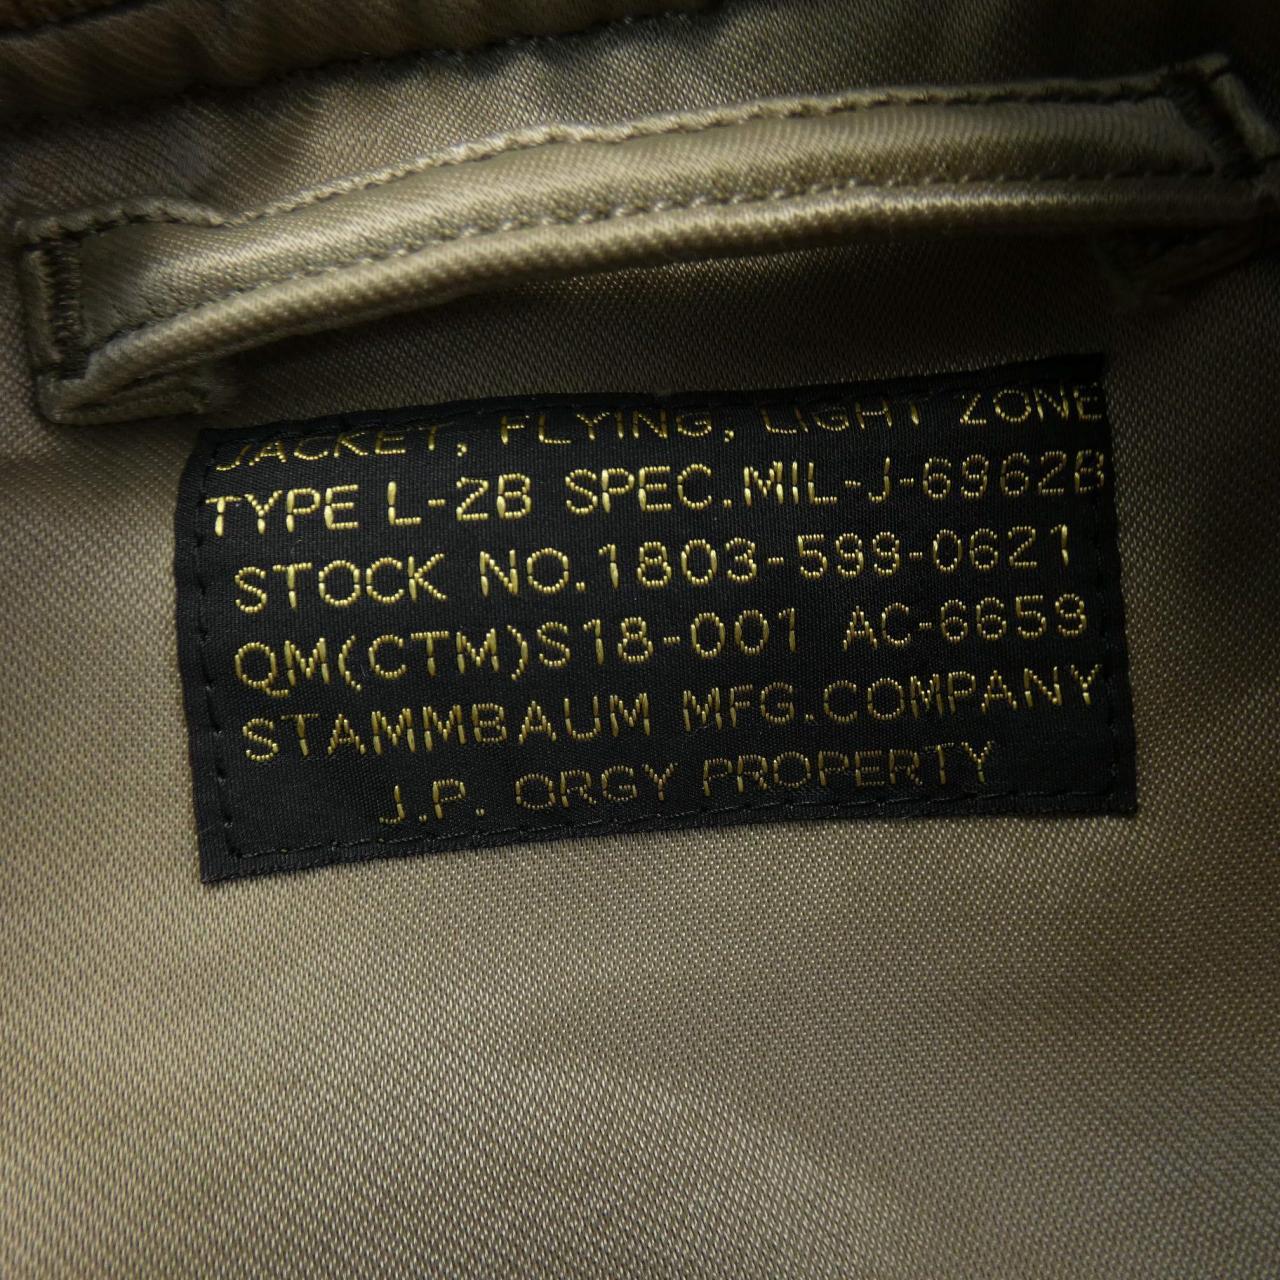 JACKET, FLYING, LIGHT ZONE
TYPE L-2B SPEC.MIL-J-6962B
STOCK NO.1803-599-0621
QM(CTM)S18-001 AC-6659
STAMMBAUM MFG.COMPANY
J.P. ORGY PROPERTY